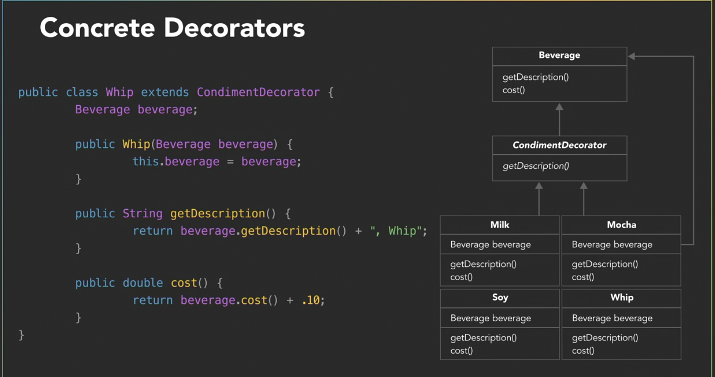 Concrete Decorators
public class Whip extends CondimentDecorator {
Beverage beverage;
public Whip(Beverage beverage) {
this.beverage = beverage;
}
public String getDescription() {
return beverage.getDescription() + ", Whip";
}
public double cost() {
return beverage.cost() + .10;
}
}
Beverage
getDescription()
cost()
CondimentDecorator
getDescription()
Milk
Beverage beverage
getDescription()
cost()
Mocha
Beverage beverage
getDescription()
cost()
Soy
Beverage beverage
getDescription()
cost()
Whip
Beverage beverage
getDescription()
cost()